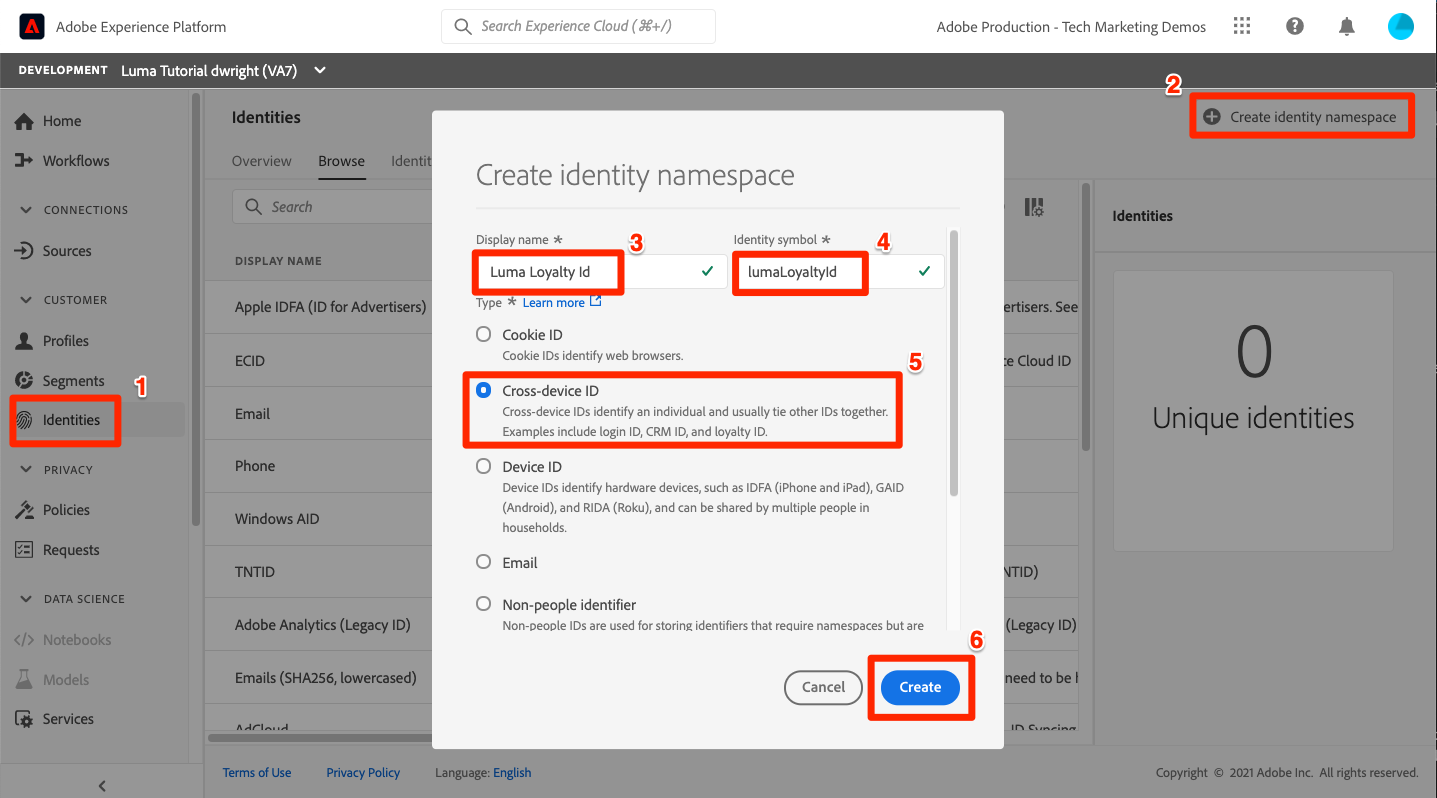 Adobe Experience Platform
Search Experience Cloud (⌘+/)
Adobe Production - Tech Marketing Demos
DEVELOPMENT Luma Tutorial dwright (VA7)
Home
Workflows
CONNECTIONS
Sources
CUSTOMER
Profiles
Segments
1
Identities
PRIVACY
Policies
Requests
DATA SCIENCE
Notebooks
Models
Services
Identities
2
Create identity namespace
Overview Browse Identit
Search
DISPLAY NAME
Apple IDFA (ID for Advertisers)
ertisers. See
ECID
ce Cloud ID
Email
Phone
Windows AID
TNTID
NTID)
Adobe Analytics (Legacy ID)
(Legacy ID)
Emails (SHA256, lowercased)
need to be h
AdCloud
ID Syncing
Create identity namespace
Display name *
3
Identity symbol *
4
Luma Loyalty Id
lumaLoyaltyId
Type * Learn more
Cookie ID
Cookie IDs identify web browsers.
5
Cross-device ID
Cross-device IDs identify an individual and usually tie other IDs together.
Examples include login ID, CRM ID, and loyalty ID.
Device ID
Device IDs identify hardware devices, such as IDFA (iPhone and iPad), GAID
(Android), and RIDA (Roku), and can be shared by multiple people in
households.
Email
Non-people identifier
Non-people IDs are used for storing identifiers that require namespaces but are
6
Cancel
Create
Identities
0
Unique identities
Terms of Use
Privacy Policy
Language: English
Copyright © 2021 Adobe Inc. All rights reserved.